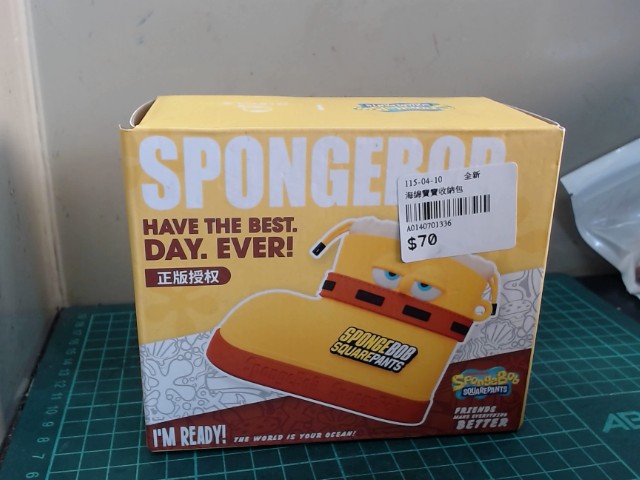 SPONGEBOB
115-04-10 全新
海綿寶寶收納包
A0140701336
$70
HAVE THE BEST.
DAY. EVER!
正版授权
SPONGEBOB
SQUAREPANTS
SPONGEBOB
SQUAREPANTS
FRIENDS
MAKE EVERYTHING
BETTER
I'M READY! THE WORLD IS YOUR OCEAN!